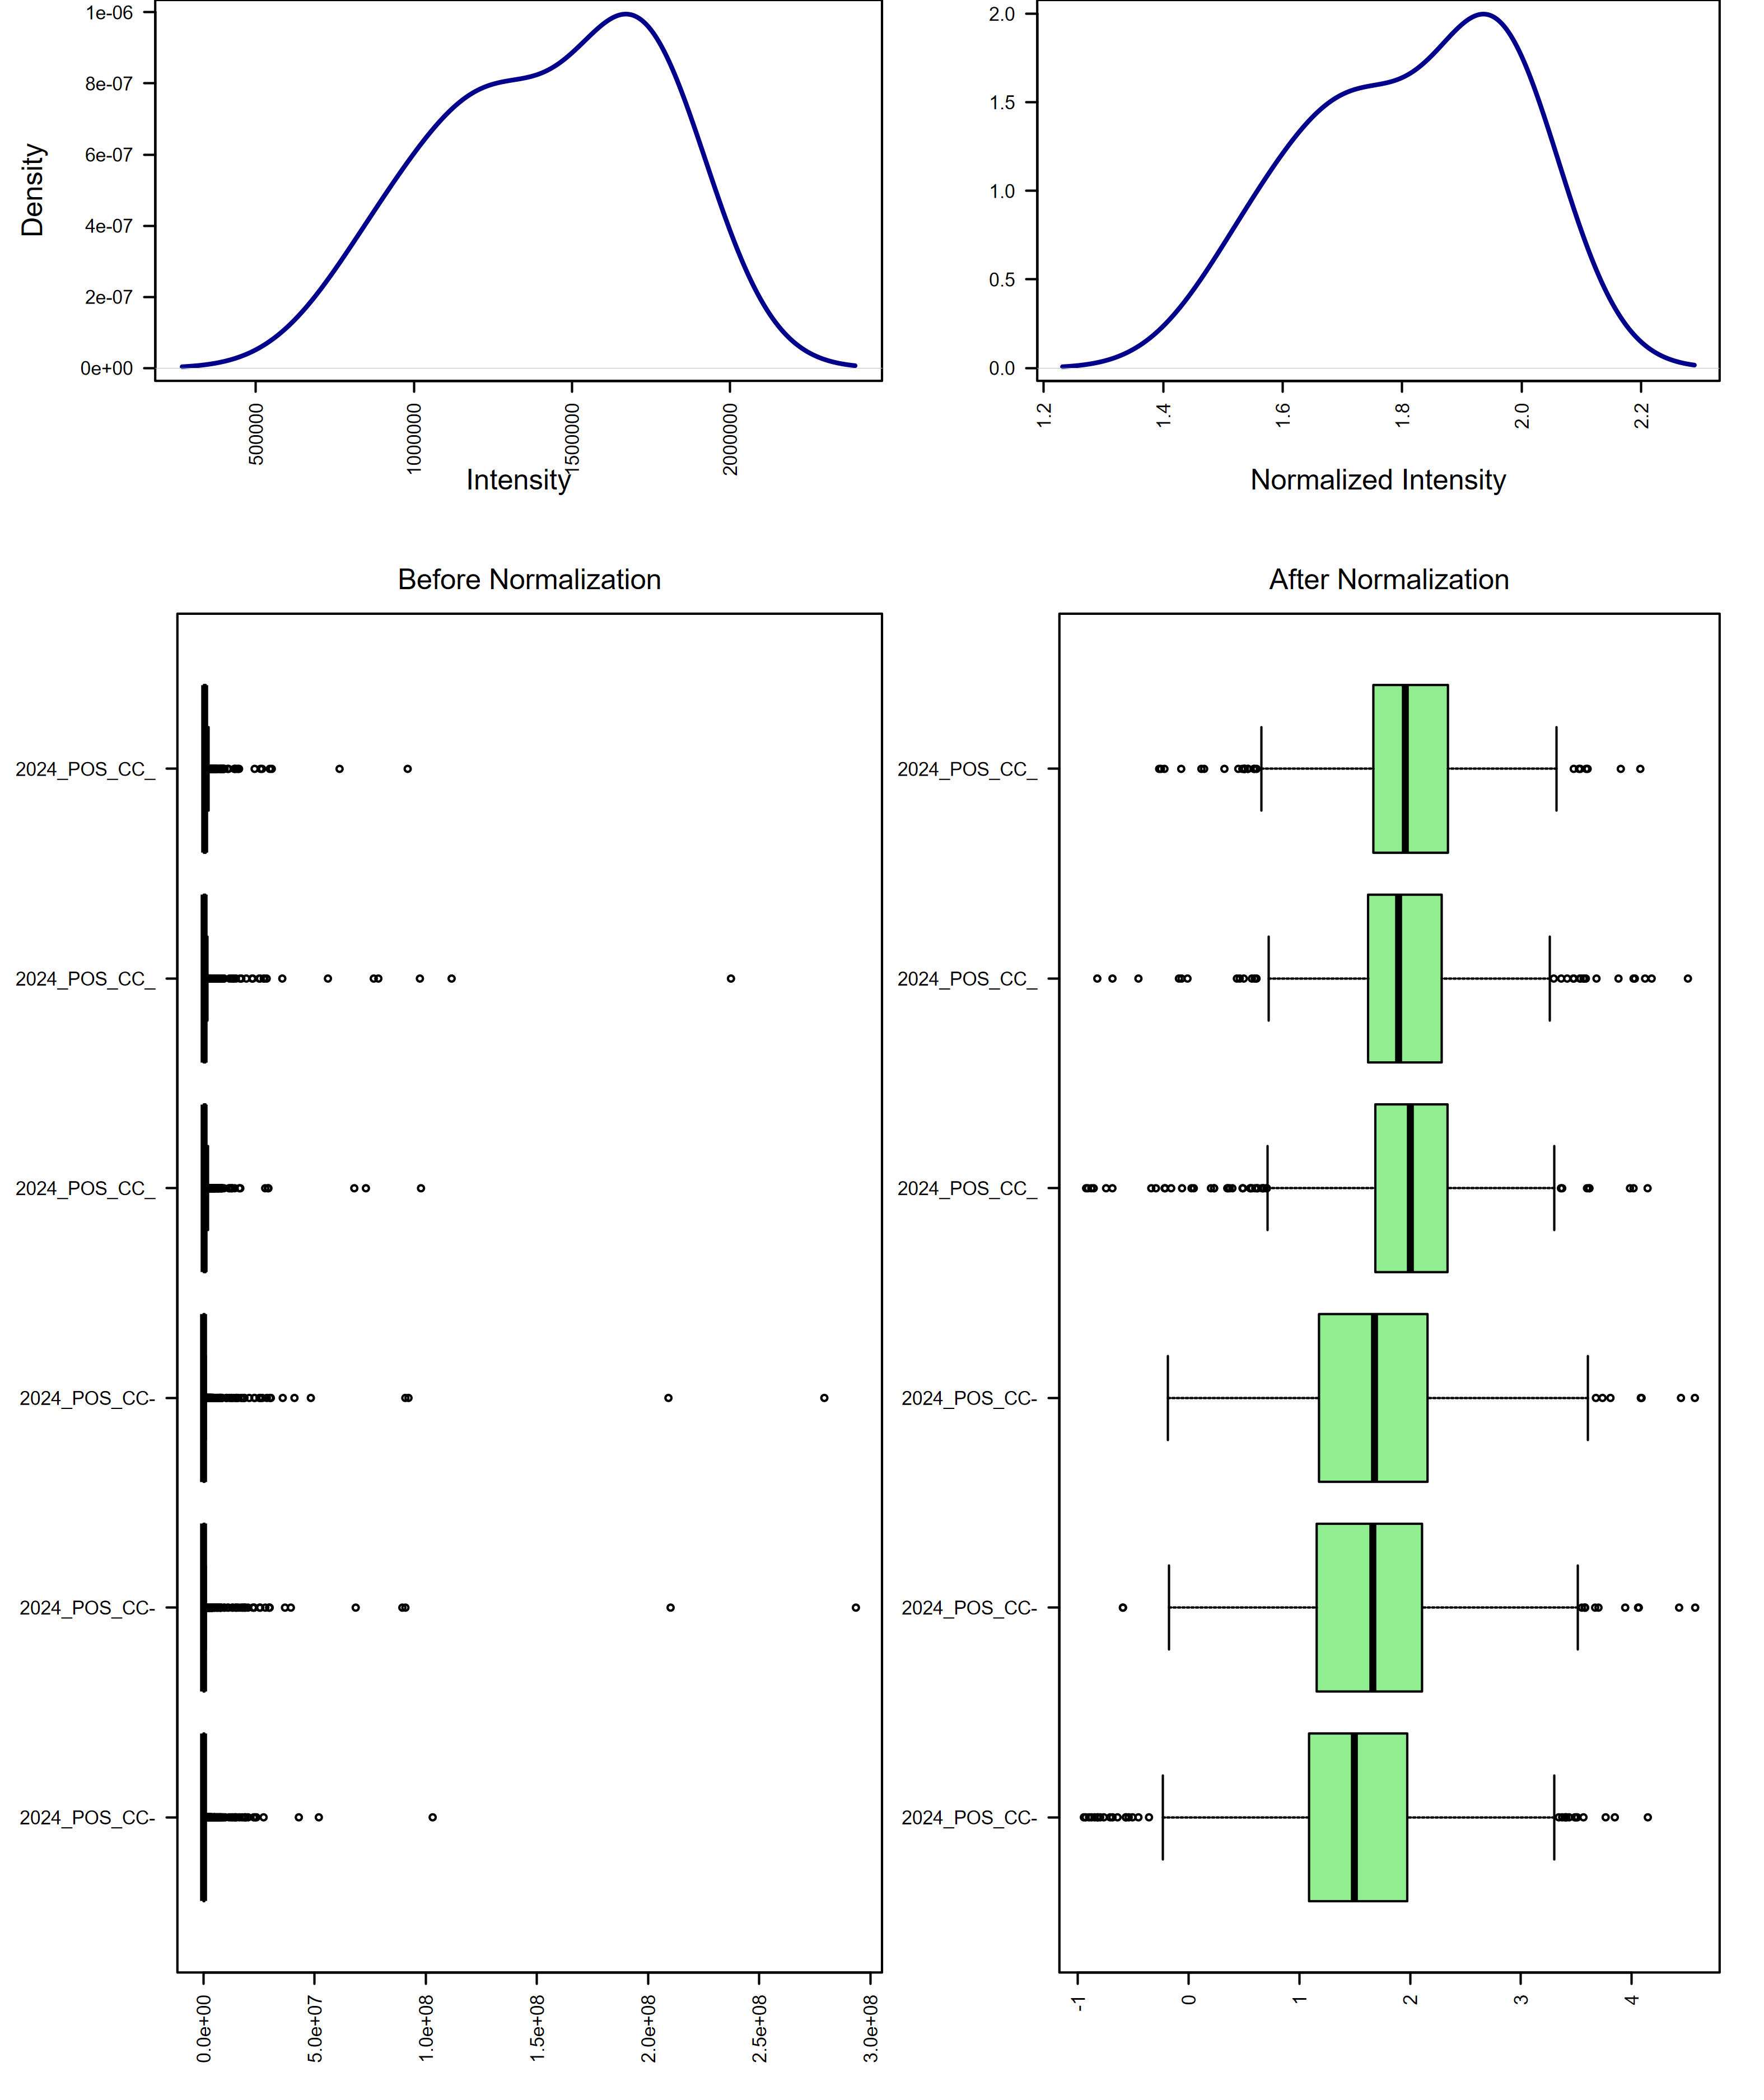 1e-06
8e-07
6e-07
4e-07
2e-07
0e+00
Density
500000
1000000
1500000
2000000
Intensity
2.0
1.5
1.0
0.5
0.0
1.2
1.4
1.6
1.8
2.0
2.2
Normalized Intensity
Before Normalization
2024_POS_CC_
2024_POS_CC_
2024_POS_CC_
2024_POS_CC-
2024_POS_CC-
2024_POS_CC-
0.0e+00
5.0e+07
1.0e+08
1.5e+08
2.0e+08
2.5e+08
3.0e+08
After Normalization
2024_POS_CC_
2024_POS_CC_
2024_POS_CC_
2024_POS_CC-
2024_POS_CC-
2024_POS_CC-
-1
0
1
2
3
4